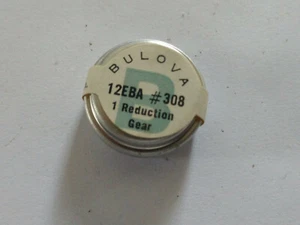 BULOVA
B
12EBA #308
1 Reduction
Gear